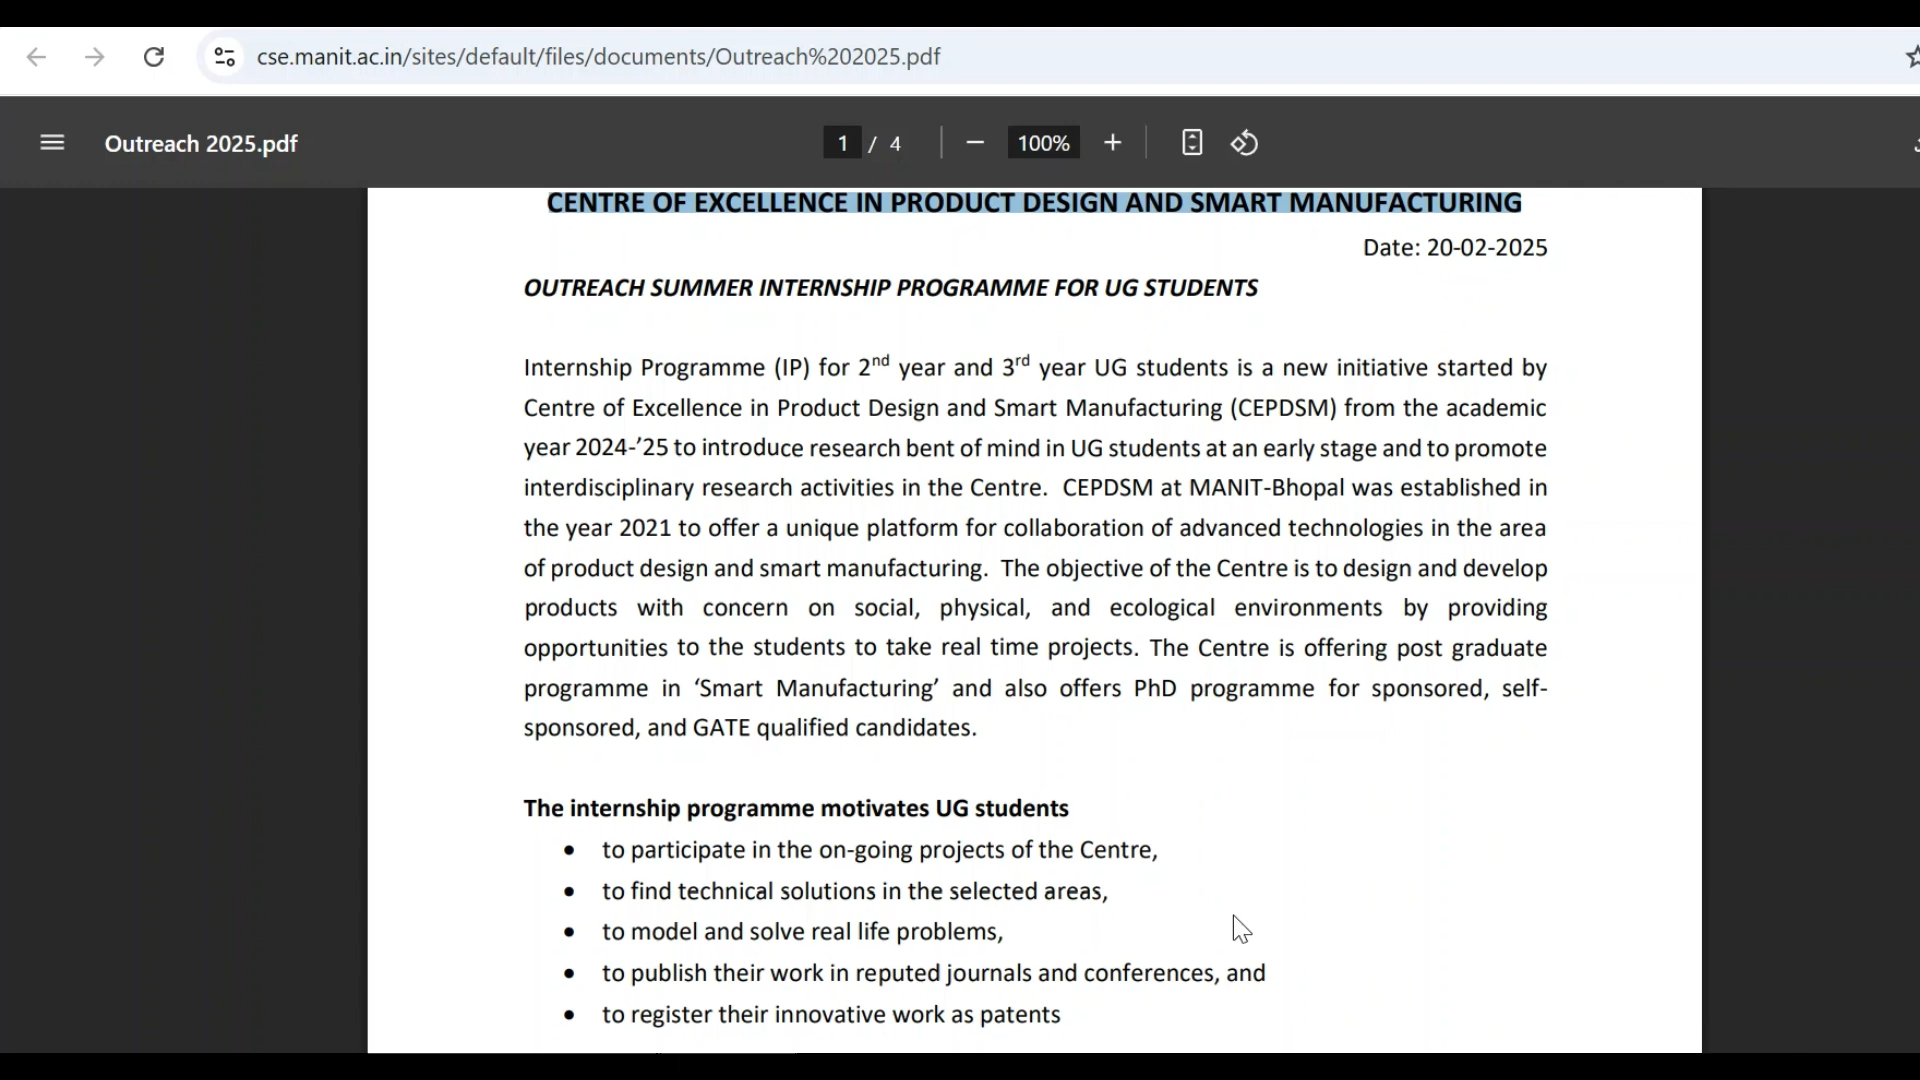 cse.manit.ac.in/sites/default/files/documents/Outreach%202025.pdf
Outreach 2025.pdf
1 / 4
100%
CENTRE OF EXCELLENCE IN PRODUCT DESIGN AND SMART MANUFACTURING
Date: 20-02-2025
OUTREACH SUMMER INTERNSHIP PROGRAMME FOR UG STUDENTS
Internship Programme (IP) for 2nd year and 3rd year UG students is a new initiative started by
Centre of Excellence in Product Design and Smart Manufacturing (CEPDSM) from the academic
year 2024-’25 to introduce research bent of mind in UG students at an early stage and to promote
interdisciplinary research activities in the Centre. CEPDSM at MANIT-Bhopal was established in
the year 2021 to offer a unique platform for collaboration of advanced technologies in the area
of product design and smart manufacturing. The objective of the Centre is to design and develop
products with concern on social, physical, and ecological environments by providing
opportunities to the students to take real time projects. The Centre is offering post graduate
programme in ‘Smart Manufacturing’ and also offers PhD programme for sponsored, self-
sponsored, and GATE qualified candidates.
The internship programme motivates UG students
• to participate in the on-going projects of the Centre,
• to find technical solutions in the selected areas,
• to model and solve real life problems,
• to publish their work in reputed journals and conferences, and
• to register their innovative work as patents